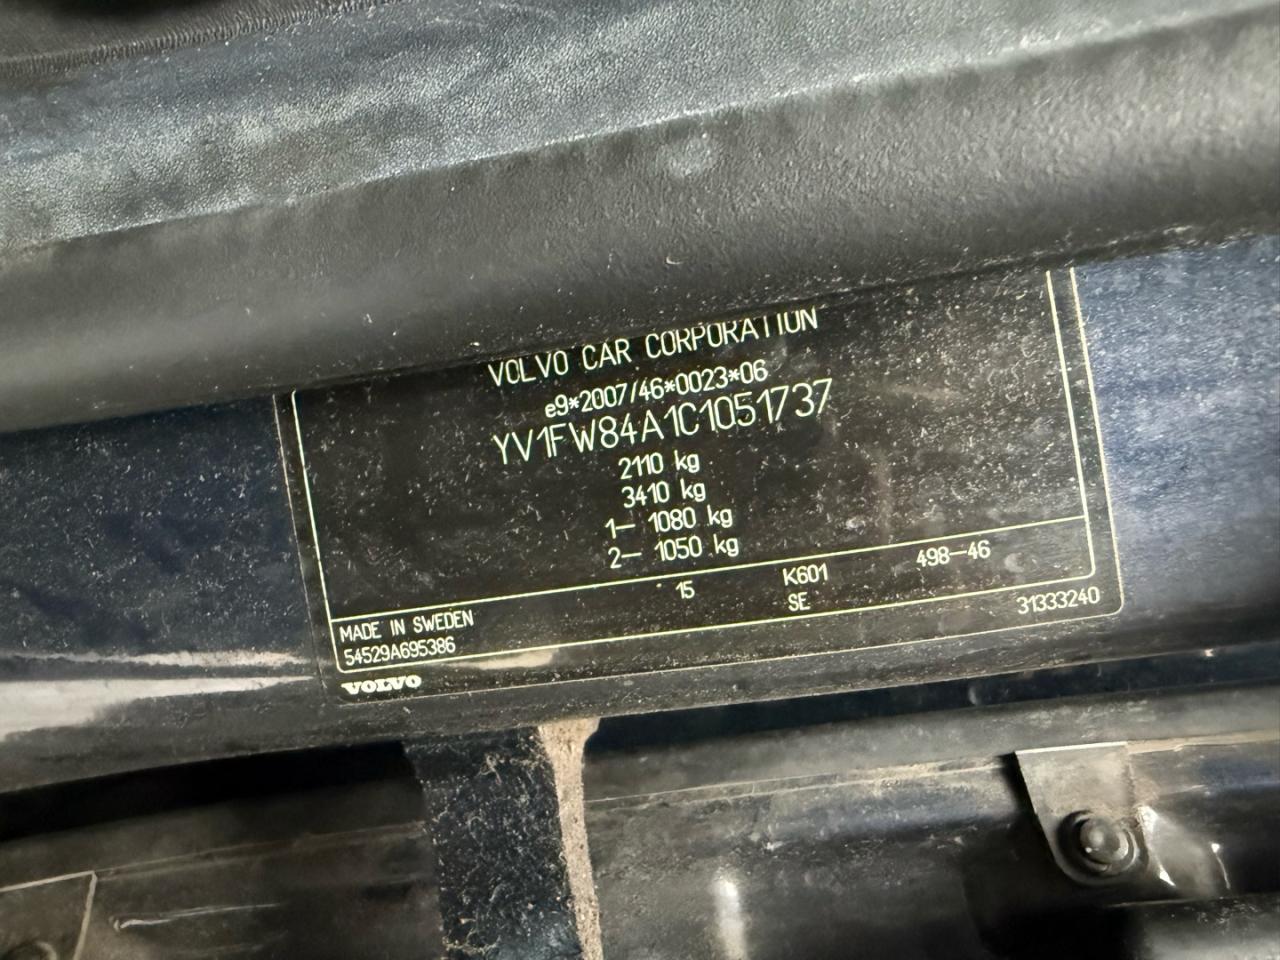 VOLVO CAR CORPORATION
e9*2007/46*0023*06
YV1FW84A1C1051737
2110 kg
3410 kg
1– 1080 kg
2– 1050 kg
15 K601 498–46
MADE IN SWEDEN SE 31333240
54529A695386
VOLVO